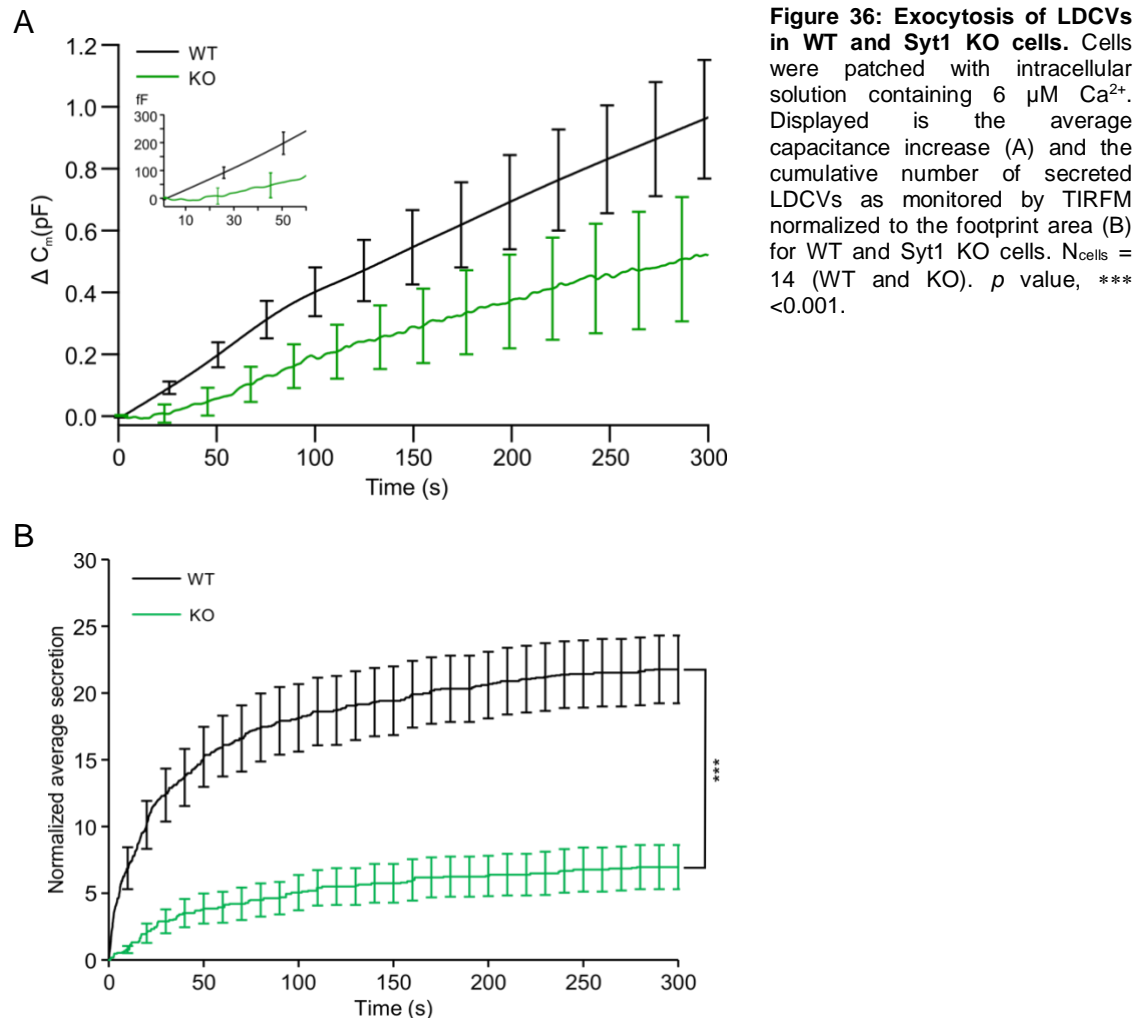 A
WT
KO
fF
300
200
100
0
10
30
50
1.2
1.0
0.8
0.6
0.4
0.2
0.0
Δ Cm(pF)
0
50
100
150
200
250
300
Time (s)
Figure 36: Exocytosis of LDCVs
in WT and Syt1 KO cells. Cells
were patched with intracellular
solution containing 6 µM Ca²⁺.
Displayed is the average
capacitance increase (A) and the
cumulative number of secreted
LDCVs as monitored by TIRFM
normalized to the footprint area (B)
for WT and Syt1 KO cells. Ncells =
14 (WT and KO). p value, ***
<0.001.
B
WT
KO
30
25
20
15
10
5
0
Normalized average secretion
***
0
50
100
150
200
250
300
Time (s)